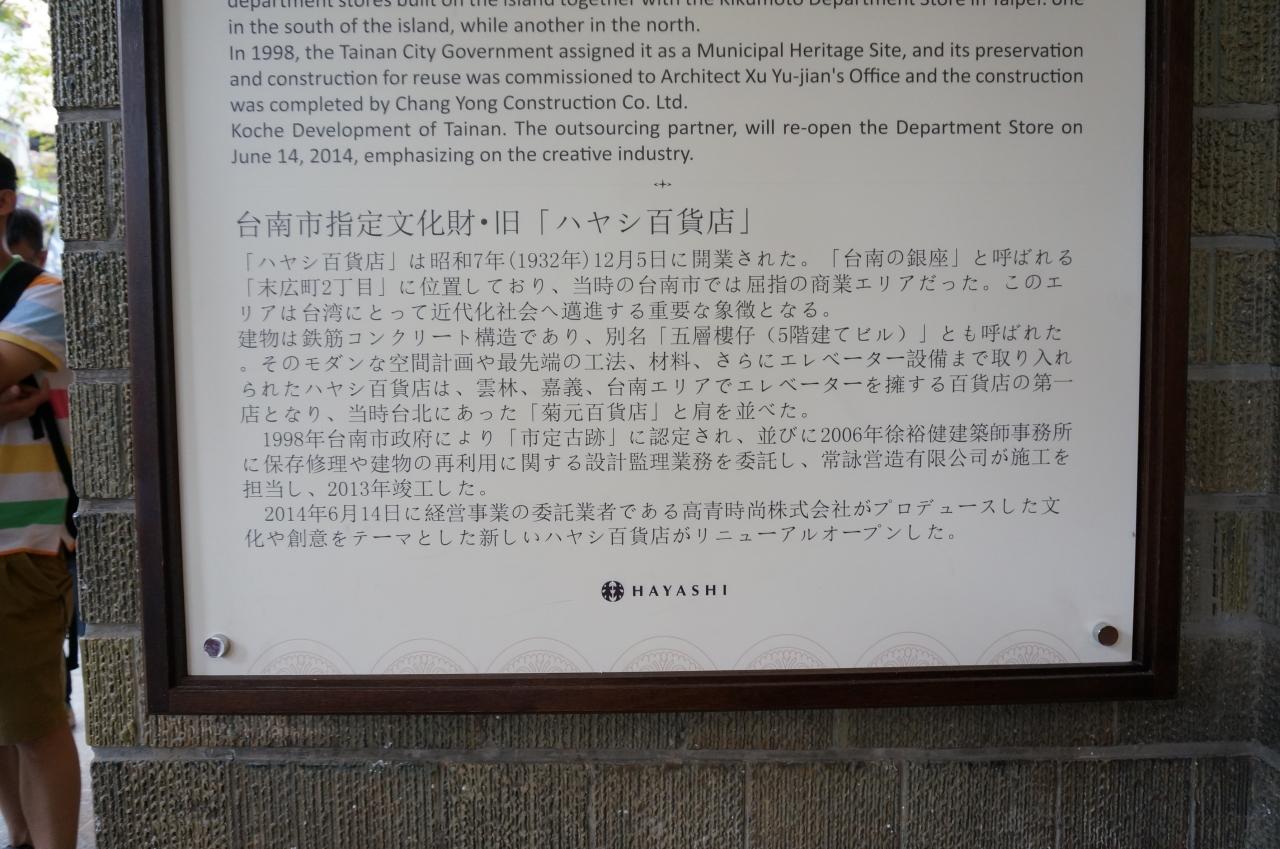 department stores built on the island together with the Kikumoto Department Store in Taipei: one
in the south of the island, while another in the north.
In 1998, the Tainan City Government assigned it as a Municipal Heritage Site, and its preservation
and construction for reuse was commissioned to Architect Xu Yu-jian's Office and the construction
was completed by Chang Yong Construction Co. Ltd.
Koche Development of Tainan. The outsourcing partner, will re-open the Department Store on
June 14, 2014, emphasizing on the creative industry.
台南市指定文化財・旧「ハヤシ百貨店」
「ハヤシ百貨店」は昭和7年(1932年)12月5日に開業された。「台南の銀座」と呼ばれる
「末広町2丁目」に位置しており、当時の台南市では屈指の商業エリアだった。このエ
リアは台湾にとって近代化社会へ邁進する重要な象徴となる。
建物は鉄筋コンクリート構造であり、別名「五層樓仔（5階建てビル）」とも呼ばれた
。そのモダンな空間計画や最先端の工法、材料、さらにエレベーター設備まで取り入れ
られたハヤシ百貨店は、雲林、嘉義、台南エリアでエレベーターを擁する百貨店の第一
店となり、当時台北にあった「菊元百貨店」と肩を並べた。
1998年台南市政府により「市定古跡」に認定され、並びに2006年徐裕健建築師事務所
に保存修理や建物の再利用に関する設計監理業務を委託し、常詠営造有限公司が施工を
担当し、2013年竣工した。
2014年6月14日に経営事業の委託業者である高青時尚株式会社がプロデュースした文
化や創意をテーマとした新しいハヤシ百貨店がリニューアルオープンした。
HAYASHI